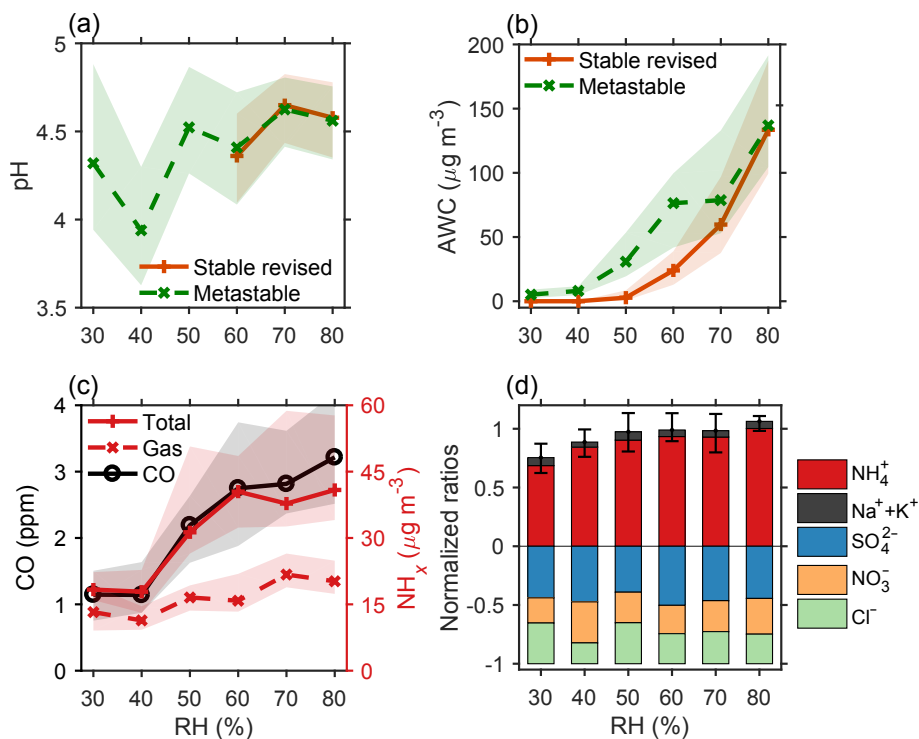 (a)
5
4.5
4
3.5
pH
Stable revised
Metastable
30 40 50 60 70 80
(b)
200
150
100
50
0
AWC (μg m⁻³)
Stable revised
Metastable
30 40 50 60 70 80
(c)
4
3
2
1
0
CO (ppm)
Total
Gas
CO
60
45
30
15
0
NHₓ (μg m⁻³)
30 40 50 60 70 80
RH (%)
(d)
1
0.5
0
-0.5
-1
Normalized ratios
30 40 50 60 70 80
RH (%)
NH₄⁺
Na⁺+K⁺
SO₄²⁻
NO₃⁻
Cl⁻